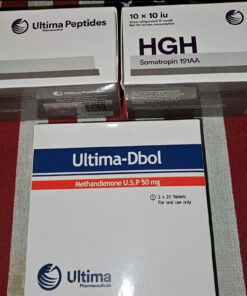 Ultima Peptides
10 x 10 iu
HGH
Somatropin 191AA
Ultima-Dbol
Methandienone U.S.P 50 mg
2 x 25 Tablets
For oral use only
Ultima
Pharmaceuticals